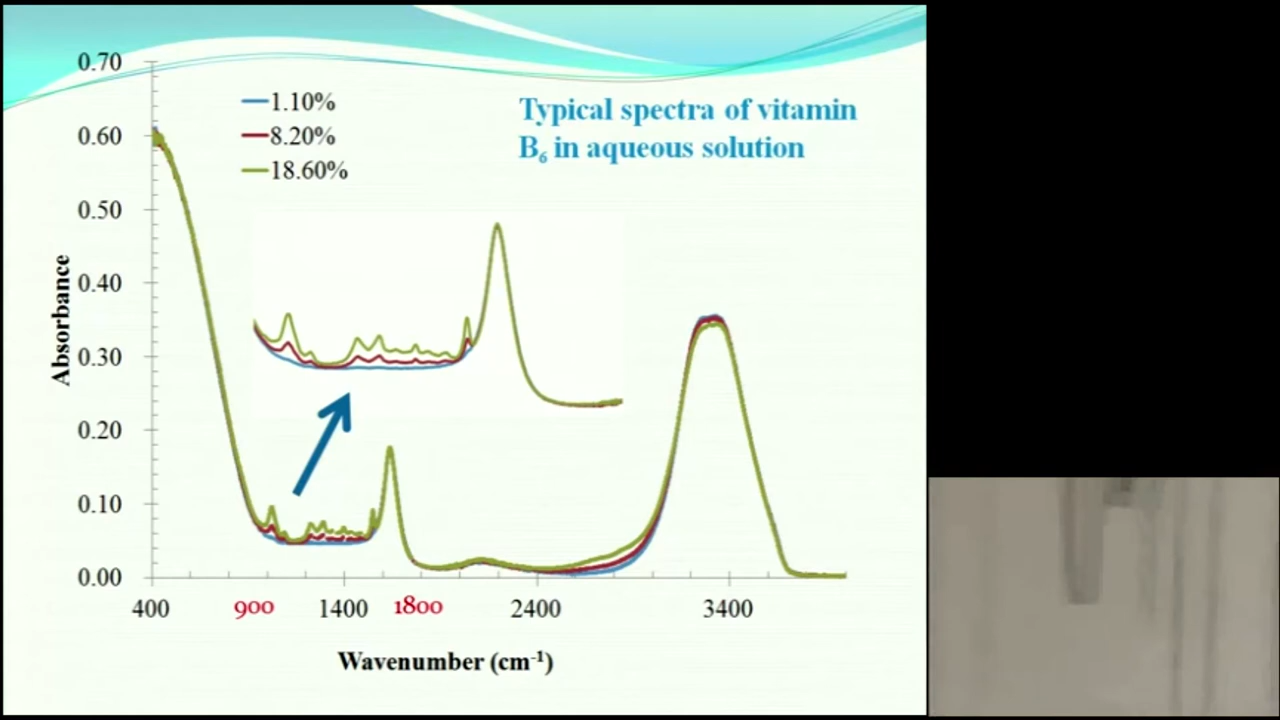 Typical spectra of vitamin
B₆ in aqueous solution
1.10%
8.20%
18.60%
Absorbance
0.70
0.60
0.50
0.40
0.30
0.20
0.10
0.00
400 900 1400 1800 2400 3400
Wavenumber (cm⁻¹)